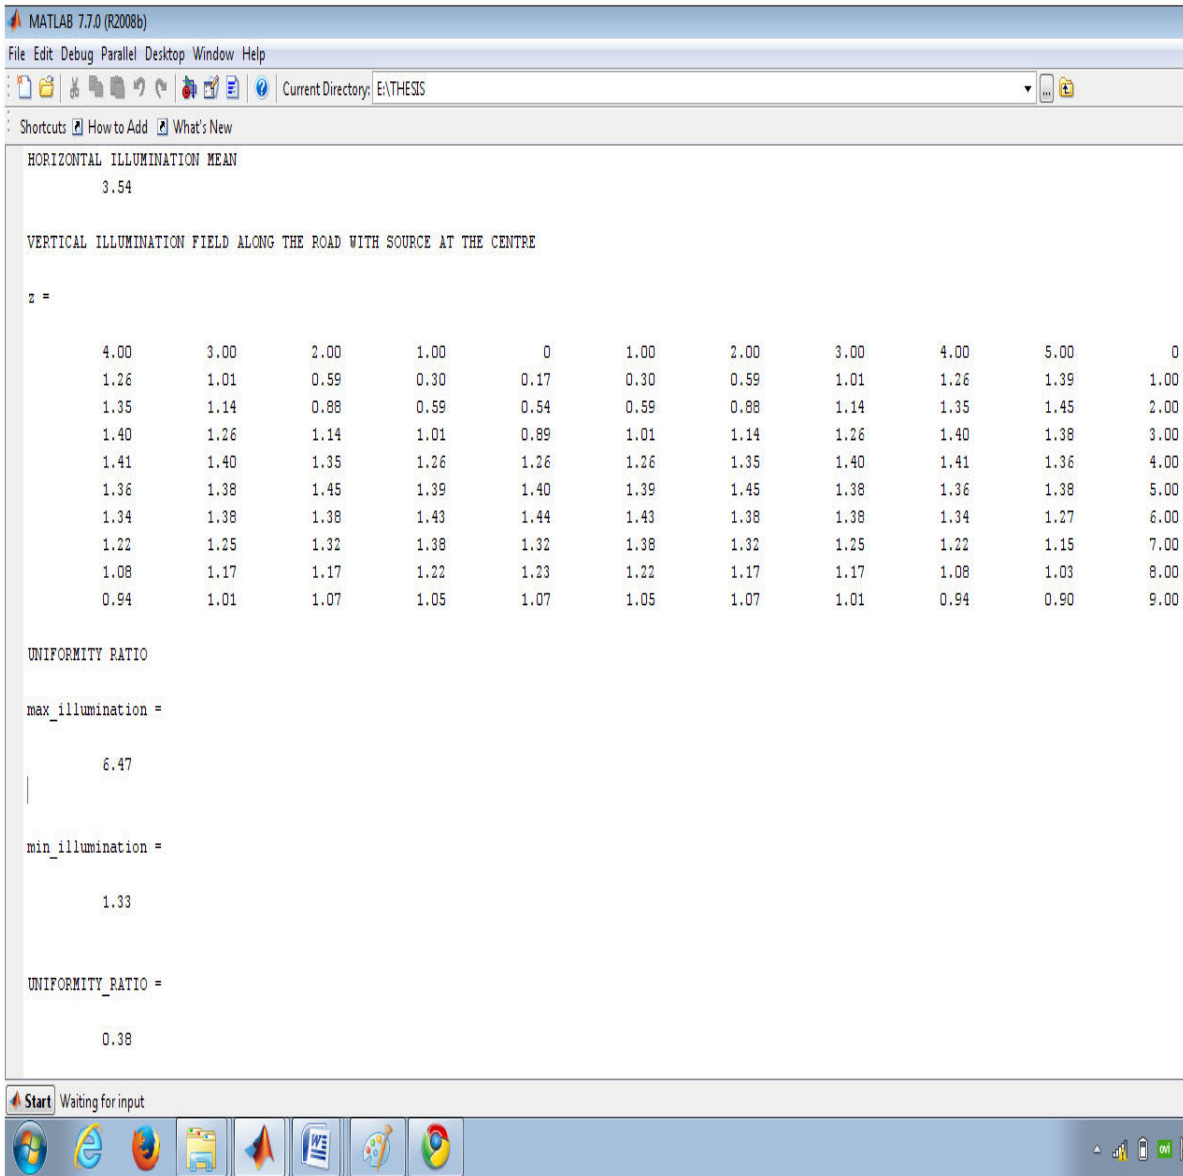 MATLAB 7.7.0 (R2008b)
File Edit Debug Parallel Desktop Window Help
Current Directory: E:\THESIS
Shortcuts How to Add What's New
HORIZONTAL ILLUMINATION MEAN
3.54
VERTICAL ILLUMINATION FIELD ALONG THE ROAD WITH SOURCE AT THE CENTRE
z =
4.00 3.00 2.00 1.00 0 1.00 2.00 3.00 4.00 5.00 0
1.26 1.01 0.59 0.30 0.17 0.30 0.59 1.01 1.26 1.39 1.00
1.35 1.14 0.88 0.59 0.54 0.59 0.88 1.14 1.35 1.45 2.00
1.40 1.26 1.14 1.01 0.89 1.01 1.14 1.26 1.40 1.38 3.00
1.41 1.40 1.35 1.26 1.26 1.26 1.35 1.40 1.41 1.36 4.00
1.36 1.38 1.45 1.39 1.40 1.39 1.45 1.38 1.36 1.38 5.00
1.34 1.38 1.38 1.43 1.44 1.43 1.38 1.38 1.34 1.27 6.00
1.22 1.25 1.32 1.38 1.32 1.38 1.32 1.25 1.22 1.15 7.00
1.08 1.17 1.17 1.22 1.23 1.22 1.17 1.17 1.08 1.03 8.00
0.94 1.01 1.07 1.05 1.07 1.05 1.07 1.01 0.94 0.90 9.00
UNIFORMITY RATIO
max_illumination =
6.47
min_illumination =
1.33
UNIFORMITY_RATIO =
0.38
Start Waiting for input
ovi